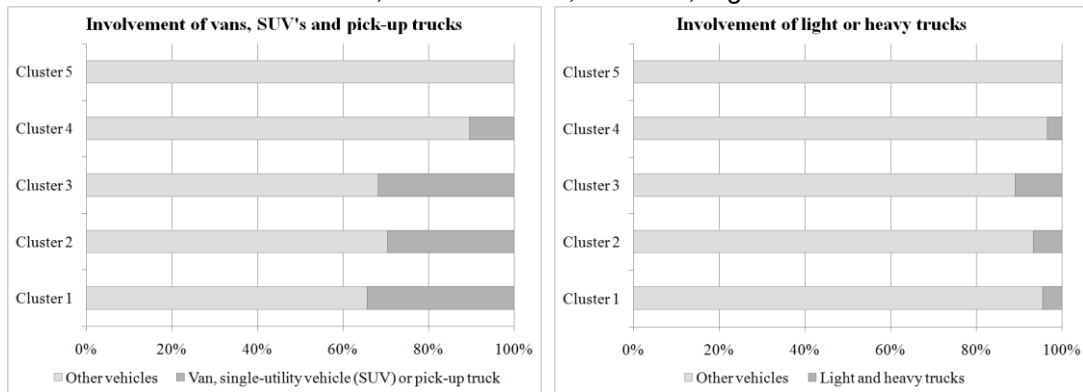 Involvement of vans, SUV's and pick-up trucks
Cluster 5
Cluster 4
Cluster 3
Cluster 2
Cluster 1
0% 20% 40% 60% 80% 100%
Other vehicles Van, single-utility vehicle (SUV) or pick-up truck
Involvement of light or heavy trucks
Cluster 5
Cluster 4
Cluster 3
Cluster 2
Cluster 1
0% 20% 40% 60% 80% 100%
Other vehicles Light and heavy trucks